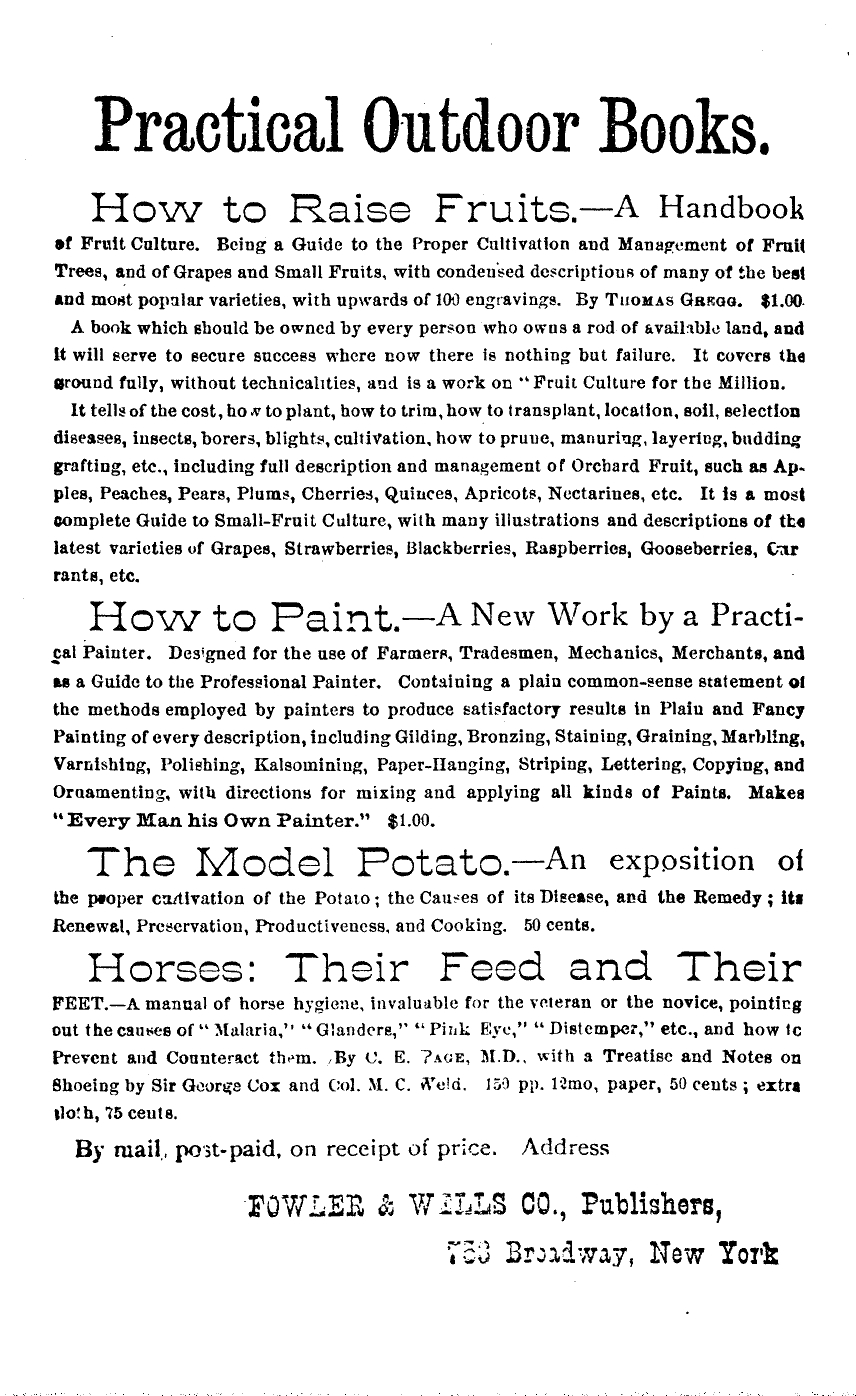 Practical Outdoor Books.
How to Raise Fruits.—A Handbook
of Fruit Culture. Being a Guide to the Proper Cultivation and Management of Fruit
Trees, and of Grapes and Small Fruits, with condensed descriptions of many of the best
and most popular varieties, with upwards of 100 engravings. By THOMAS GREGG. $1.00.
A book which should be owned by every person who owns a rod of available land, and
it will serve to secure success where now there is nothing but failure. It covers the
ground fully, without technicalities, and is a work on "Fruit Culture for the Million.
It tells of the cost, how to plant, how to trim, how to transplant, location, soil, selection
diseases, insects, borers, blights, cultivation, how to prune, manuring, layering, budding
grafting, etc., including full description and management of Orchard Fruit, such as Ap-
ples, Peaches, Pears, Plums, Cherries, Quinces, Apricots, Nectarines, etc. It is a most
complete Guide to Small-Fruit Culture, with many illustrations and descriptions of the
latest varieties of Grapes, Strawberries, Blackberries, Raspberries, Gooseberries, Cur
rants, etc.
How to Paint.—A New Work by a Practi-
cal Painter. Designed for the use of Farmers, Tradesmen, Mechanics, Merchants, and
as a Guide to the Professional Painter. Containing a plain common-sense statement of
the methods employed by painters to produce satisfactory results in Plain and Fancy
Painting of every description, including Gilding, Bronzing, Staining, Graining, Marbling,
Varnishing, Polishing, Kalsomining, Paper-Hanging, Striping, Lettering, Copying, and
Ornamenting, with directions for mixing and applying all kinds of Paints. Makes
"Every Man his Own Painter." $1.00.
The Model Potato.—An exposition of
the proper cultivation of the Potato; the Causes of its Disease, and the Remedy; its
Renewal, Preservation, Productiveness, and Cooking. 50 cents.
Horses: Their Feed and Their
FEET.—A manual of horse hygiene, invaluable for the veteran or the novice, pointing
out the causes of "Malaria," "Glanders," "Pink Eye," "Distemper," etc., and how to
Prevent and Counteract them. By C. E. PAGE, M.D., with a Treatise and Notes on
Shoeing by Sir George Cox and Col. M. C. Weld. 150 pp. 12mo, paper, 50 cents; extra
cloth, 75 cents.
By mail, post-paid, on receipt of price. Address
FOWLER & WELLS CO., Publishers,
753 Broadway, New York